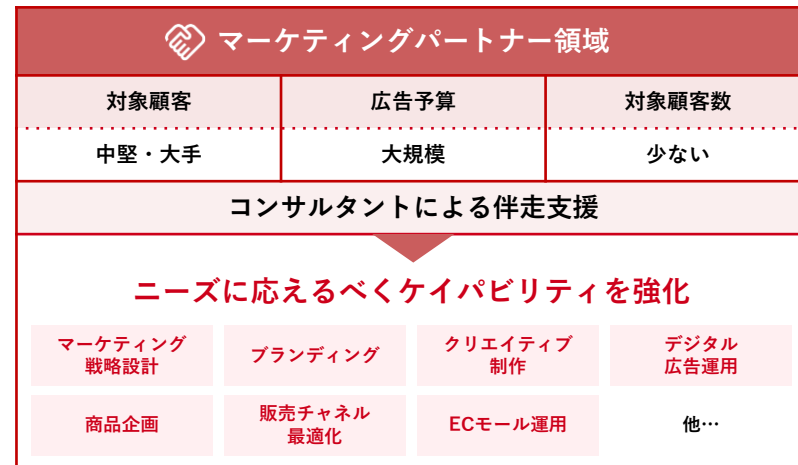 マーケティングパートナー領域
対象顧客 広告予算 対象顧客数
中堅・大手 大規模 少ない
コンサルタントによる伴走支援
ニーズに応えるべくケイパビリティを強化
マーケティング
戦略設計
ブランディング
クリエイティブ
制作
デジタル
広告運用
商品企画
販売チャネル
最適化
ECモール運用
他…